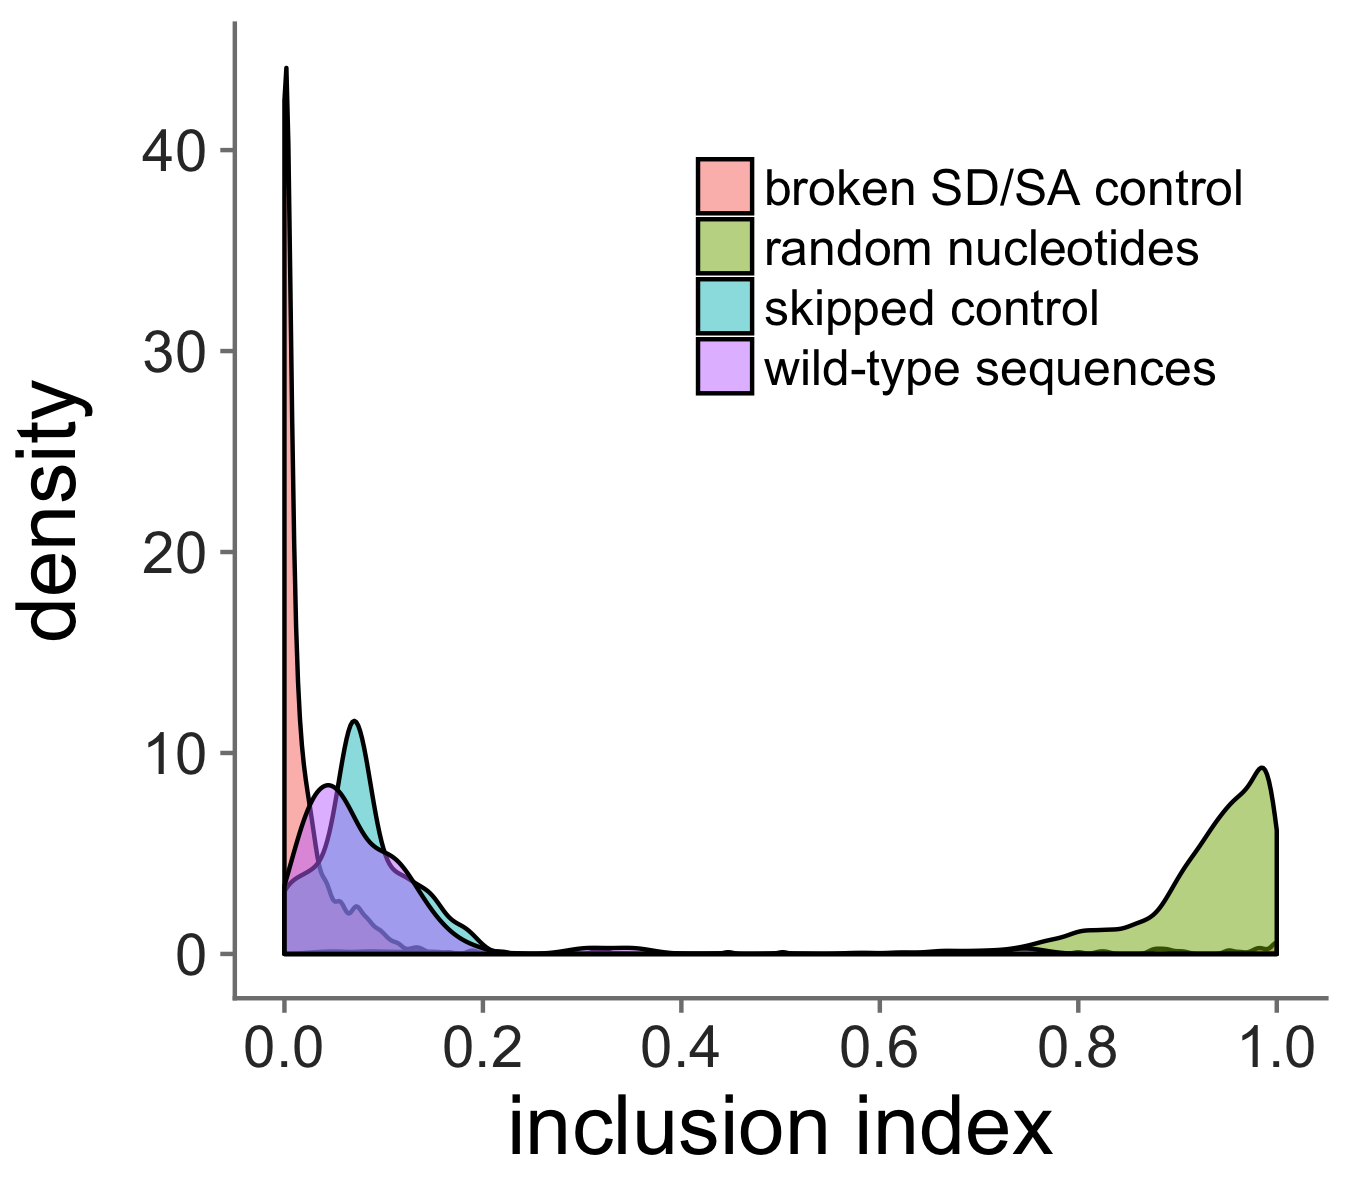 density
40
30
20
10
0
broken SD/SA control
random nucleotides
skipped control
wild-type sequences
0.0 0.2 0.4 0.6 0.8 1.0
inclusion index